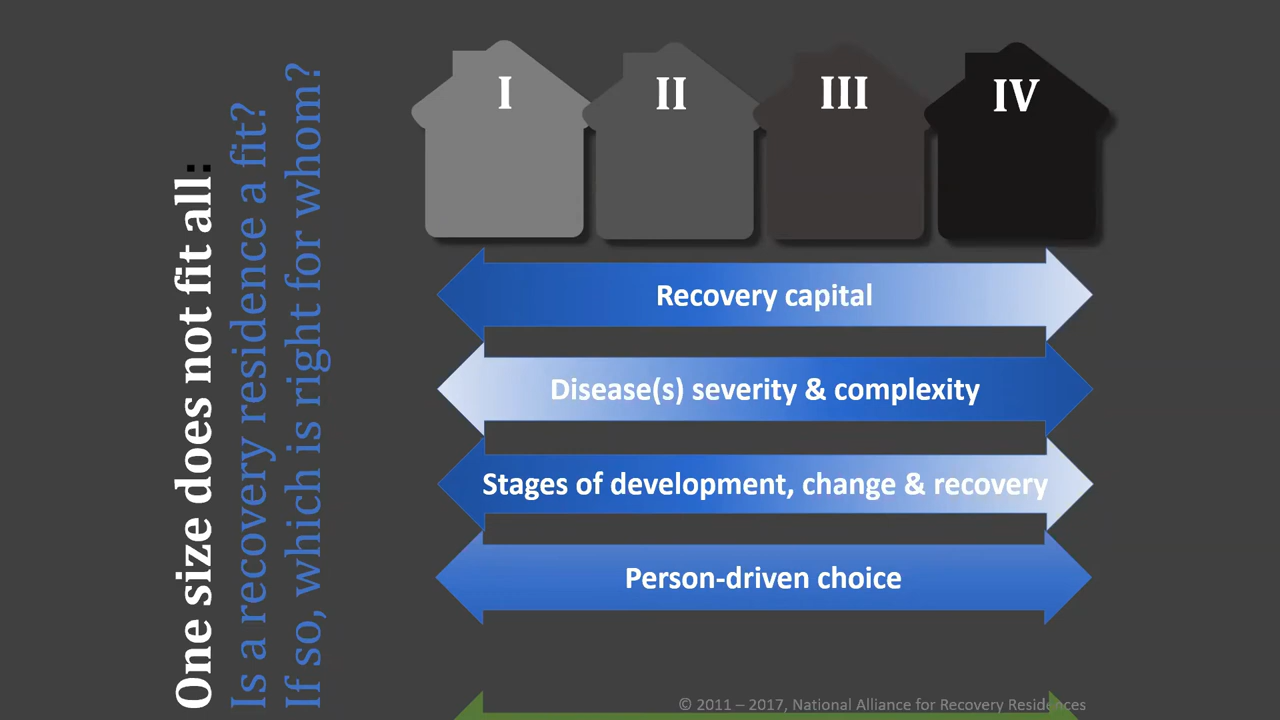 One size does not fit all:
Is a recovery residence a fit?
If so, which is right for whom?
I
II
III
IV
Recovery capital
Disease(s) severity & complexity
Stages of development, change & recovery
Person-driven choice
© 2011 – 2017, National Alliance for Recovery Residences